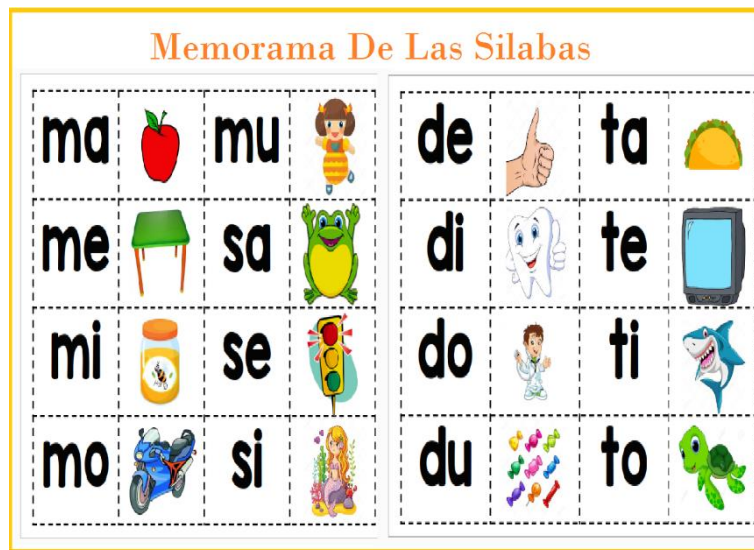 Memorama De Las Silabas
ma mu
me sa
mi se
mo si
de ta
di te
do ti
du to